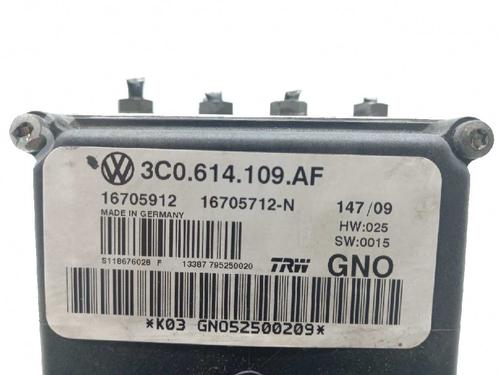 3C0.614.109.AF
16705912 16705712-N 147/09
MADE IN GERMANY HW:025
SW:0015
S118676028 F 13387 795250020 TRW GNO
*K03 GNO52500209*